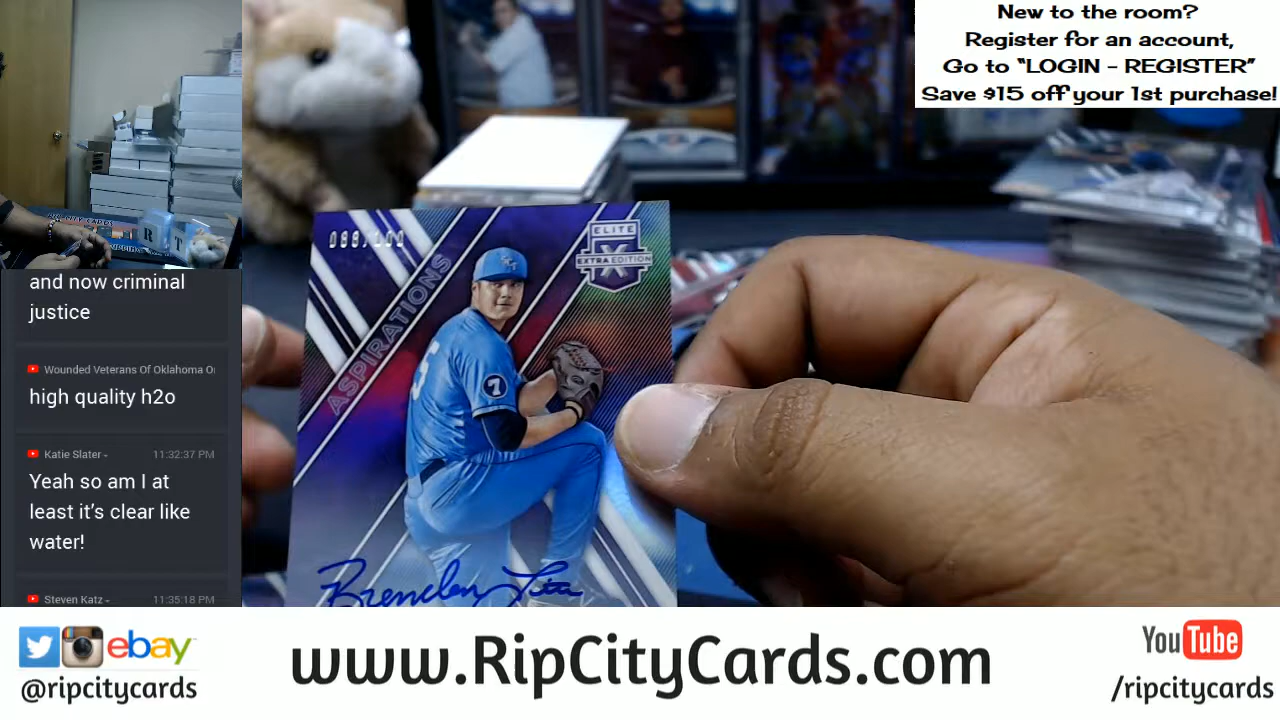 New to the room?
Register for an account,
Go to “LOGIN - REGISTER”
Save $15 off your 1st purchase!
and now criminal
justice
Wounded Veterans Of Oklahoma
high quality h2o
Katie Slater - 11:32:37 PM
Yeah so am I at
least it’s clear like
water!
Steven Katz - 11:35:18 PM
ELITE
X
EXTRA EDITION
ASPIRATIONS
7
Brenden
R T
ebay
@ripcitycards
www.RipCityCards.com
YouTube
/ripcitycards